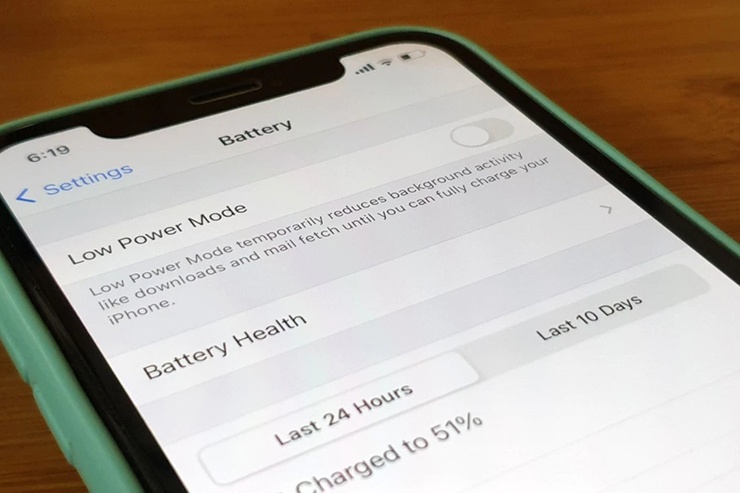 6:19
Settings
Battery
Low Power Mode
Low Power Mode temporarily reduces background activity
like downloads and mail fetch until you can fully charge your
iPhone.
Battery Health
Last 24 Hours
Last 10 Days
Charged to 51%